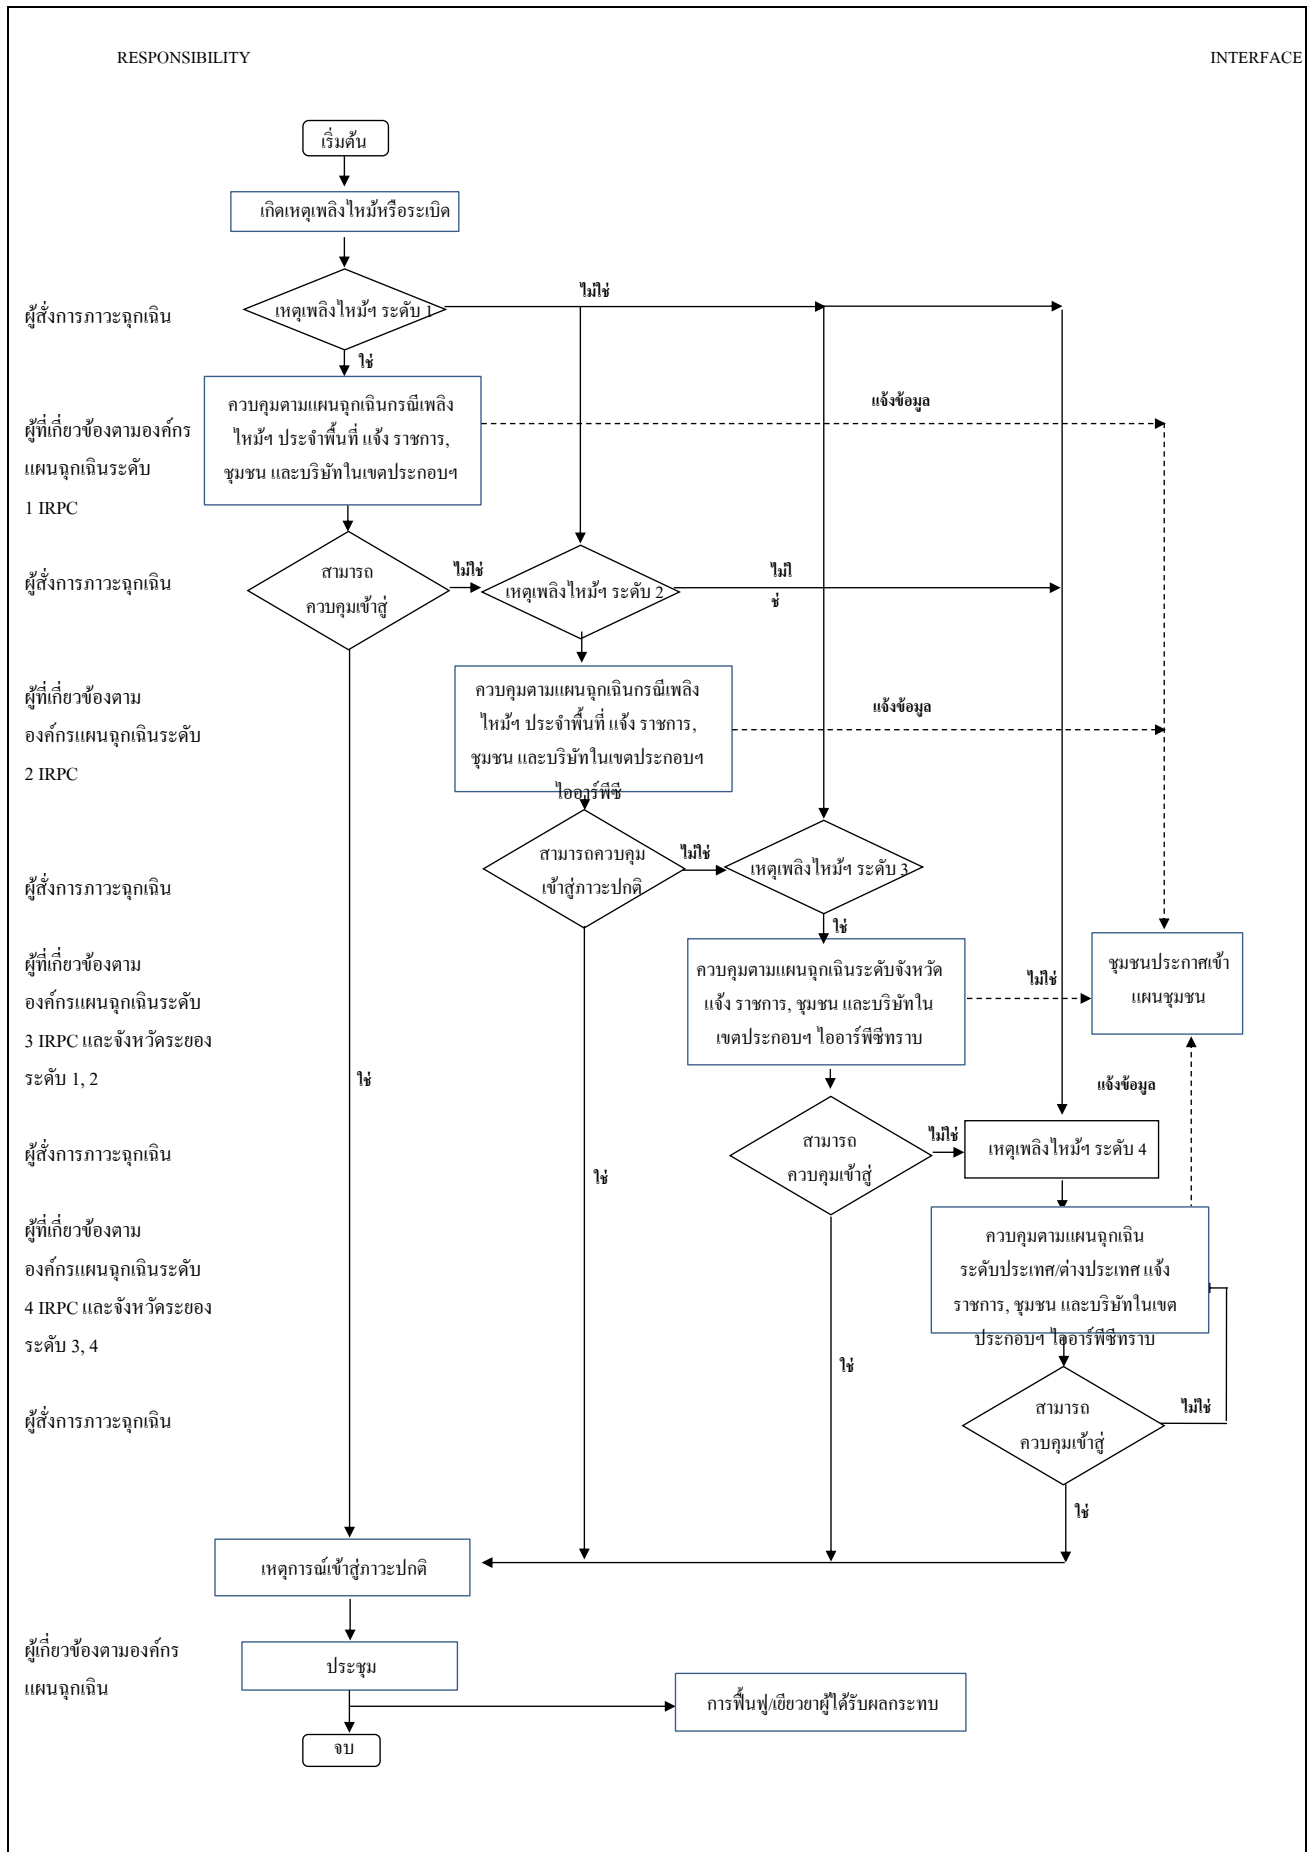 RESPONSIBILITY
INTERFACE
เริ่มต้น
เกิดเหตุเพลิงไหม้หรือระเบิด
ผู้สั่งการภาวะฉุกเฉิน
เหตุเพลิงไหม้ฯ ระดับ 1
ไม่ใช่
ใช่
ผู้ที่เกี่ยวข้องตามองค์กร
แผนฉุกเฉินระดับ
1 IRPC
ควบคุมตามแผนฉุกเฉินกรณีเพลิง
ไหม้ฯ ประจำพื้นที่ แจ้ง ราชการ,
ชุมชน และบริษัทในเขตประกอบฯ
แจ้งข้อมูล
ผู้สั่งการภาวะฉุกเฉิน
สามารถ
ควบคุมเข้าสู่
ไม่ใช่
เหตุเพลิงไหม้ฯ ระดับ 2
ไม่ใ
ช่
ผู้ที่เกี่ยวข้องตาม
องค์กรแผนฉุกเฉินระดับ
2 IRPC
ควบคุมตามแผนฉุกเฉินกรณีเพลิง
ไหม้ฯ ประจำพื้นที่ แจ้ง ราชการ,
ชุมชน และบริษัทในเขตประกอบฯ
ไออาร์พีซี
แจ้งข้อมูล
ผู้สั่งการภาวะฉุกเฉิน
สามารถควบคุม
เข้าสู่ภาวะปกติ
ไม่ใช่
เหตุเพลิงไหม้ฯ ระดับ 3
ใช่
ผู้ที่เกี่ยวข้องตาม
องค์กรแผนฉุกเฉินระดับ
3 IRPC และจังหวัดระยอง
ระดับ 1, 2
ควบคุมตามแผนฉุกเฉินระดับจังหวัด
แจ้ง ราชการ, ชุมชน และบริษัทใน
เขตประกอบฯ ไออาร์พีซีทราบ
ไม่ใช่
ชุมชนประกาศเข้า
แผนชุมชน
ใช่
แจ้งข้อมูล
ผู้สั่งการภาวะฉุกเฉิน
สามารถ
ควบคุมเข้าสู่
ไม่ใช่
เหตุเพลิงไหม้ฯ ระดับ 4
ใช่
ผู้ที่เกี่ยวข้องตาม
องค์กรแผนฉุกเฉินระดับ
4 IRPC และจังหวัดระยอง
ระดับ 3, 4
ควบคุมตามแผนฉุกเฉิน
ระดับประเทศ/ต่างประเทศ แจ้ง
ราชการ, ชุมชน และบริษัทในเขต
ประกอบฯ ไออาร์พีซีทราบ
ใช่
ผู้สั่งการภาวะฉุกเฉิน
สามารถ
ควบคุมเข้าสู่
ไม่ใช่
ใช่
เหตุการณ์เข้าสู่ภาวะปกติ
ผู้เกี่ยวข้องตามองค์กร
แผนฉุกเฉิน
ประชุม
การฟื้นฟู/เยียวยาผู้ได้รับผลกระทบ
จบ